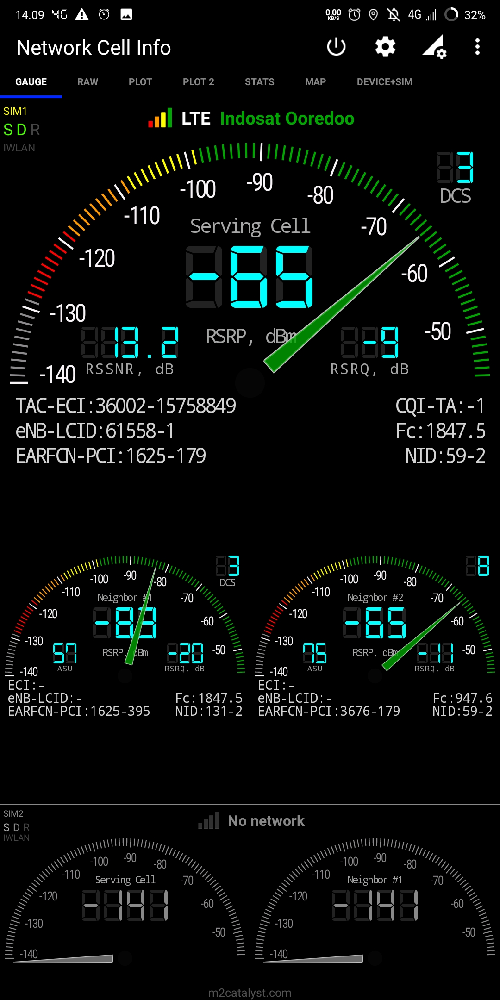 14.09 4G 0,00 KB/S 4G 32%
Network Cell Info
GAUGE RAW PLOT PLOT 2 STATS MAP DEVICE+SIM
SIM1
LTE Indosat Ooredoo
S D R
IWLAN
3
DCS
-140 -130 -120 -110 -100 -90 -80 -70 -60 -50
Serving Cell
-65
RSRP, dBm
13.2
RSSNR, dB
-9
RSRQ, dB
TAC-ECI:36002-15758849 CQI-TA:-1
eNB-LCID:61558-1 Fc:1847.5
EARFCN-PCI:1625-179 NID:59-2
3
DCS
-140 -130 -120 -110 -100 -90 -80 -70 -60 -50
Neighbor #1
-83
RSRP, dBm
57
ASU
-20
RSRQ, dB
ECI:-
eNB-LCID:- Fc:1847.5
EARFCN-PCI:1625-395 NID:131-2
8
-140 -130 -120 -110 -100 -90 -80 -70 -60 -50
Neighbor #2
-65
RSRP, dBm
75
ASU
-11
RSRQ, dB
ECI:-
eNB-LCID:- Fc:947.6
EARFCN-PCI:3676-179 NID:59-2
SIM2
No network
S D R
IWLAN
-140 -130 -120 -110 -100 -90 -80 -70 -60 -50
Serving Cell
-141
-140 -130 -120 -110 -100 -90 -80 -70 -60 -50
Neighbor #1
-141
m2catalyst.com